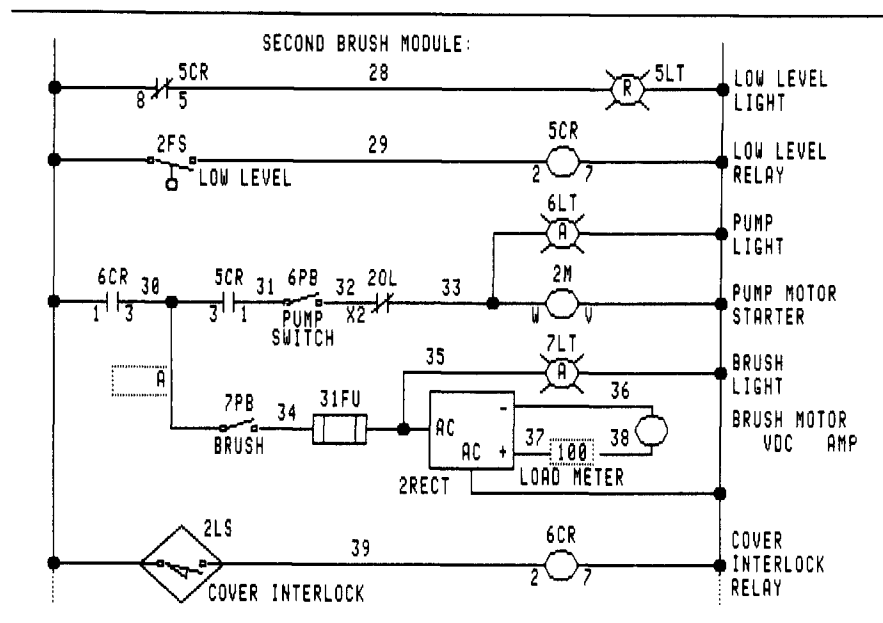 SECOND BRUSH MODULE:
5CR 28 5LT
8 5 R
LOW LEVEL
LIGHT
2FS 29 5CR
LOW LEVEL
2 7
LOW LEVEL
RELAY
6LT
A
PUMP
LIGHT
6CR 30 5CR 31 6PB 32 2OL 33 2M
1 3 3 1 PUMP X2 W V
SWITCH
PUMP MOTOR
STARTER
A
35 7LT
A
BRUSH
LIGHT
7PB 34 31FU
BRUSH
AC - 36
AC + 37 100 38
2RECT LOAD METER
BRUSH MOTOR
VDC AMP
2LS 39 6CR
COVER INTERLOCK
2 7
COVER
INTERLOCK
RELAY